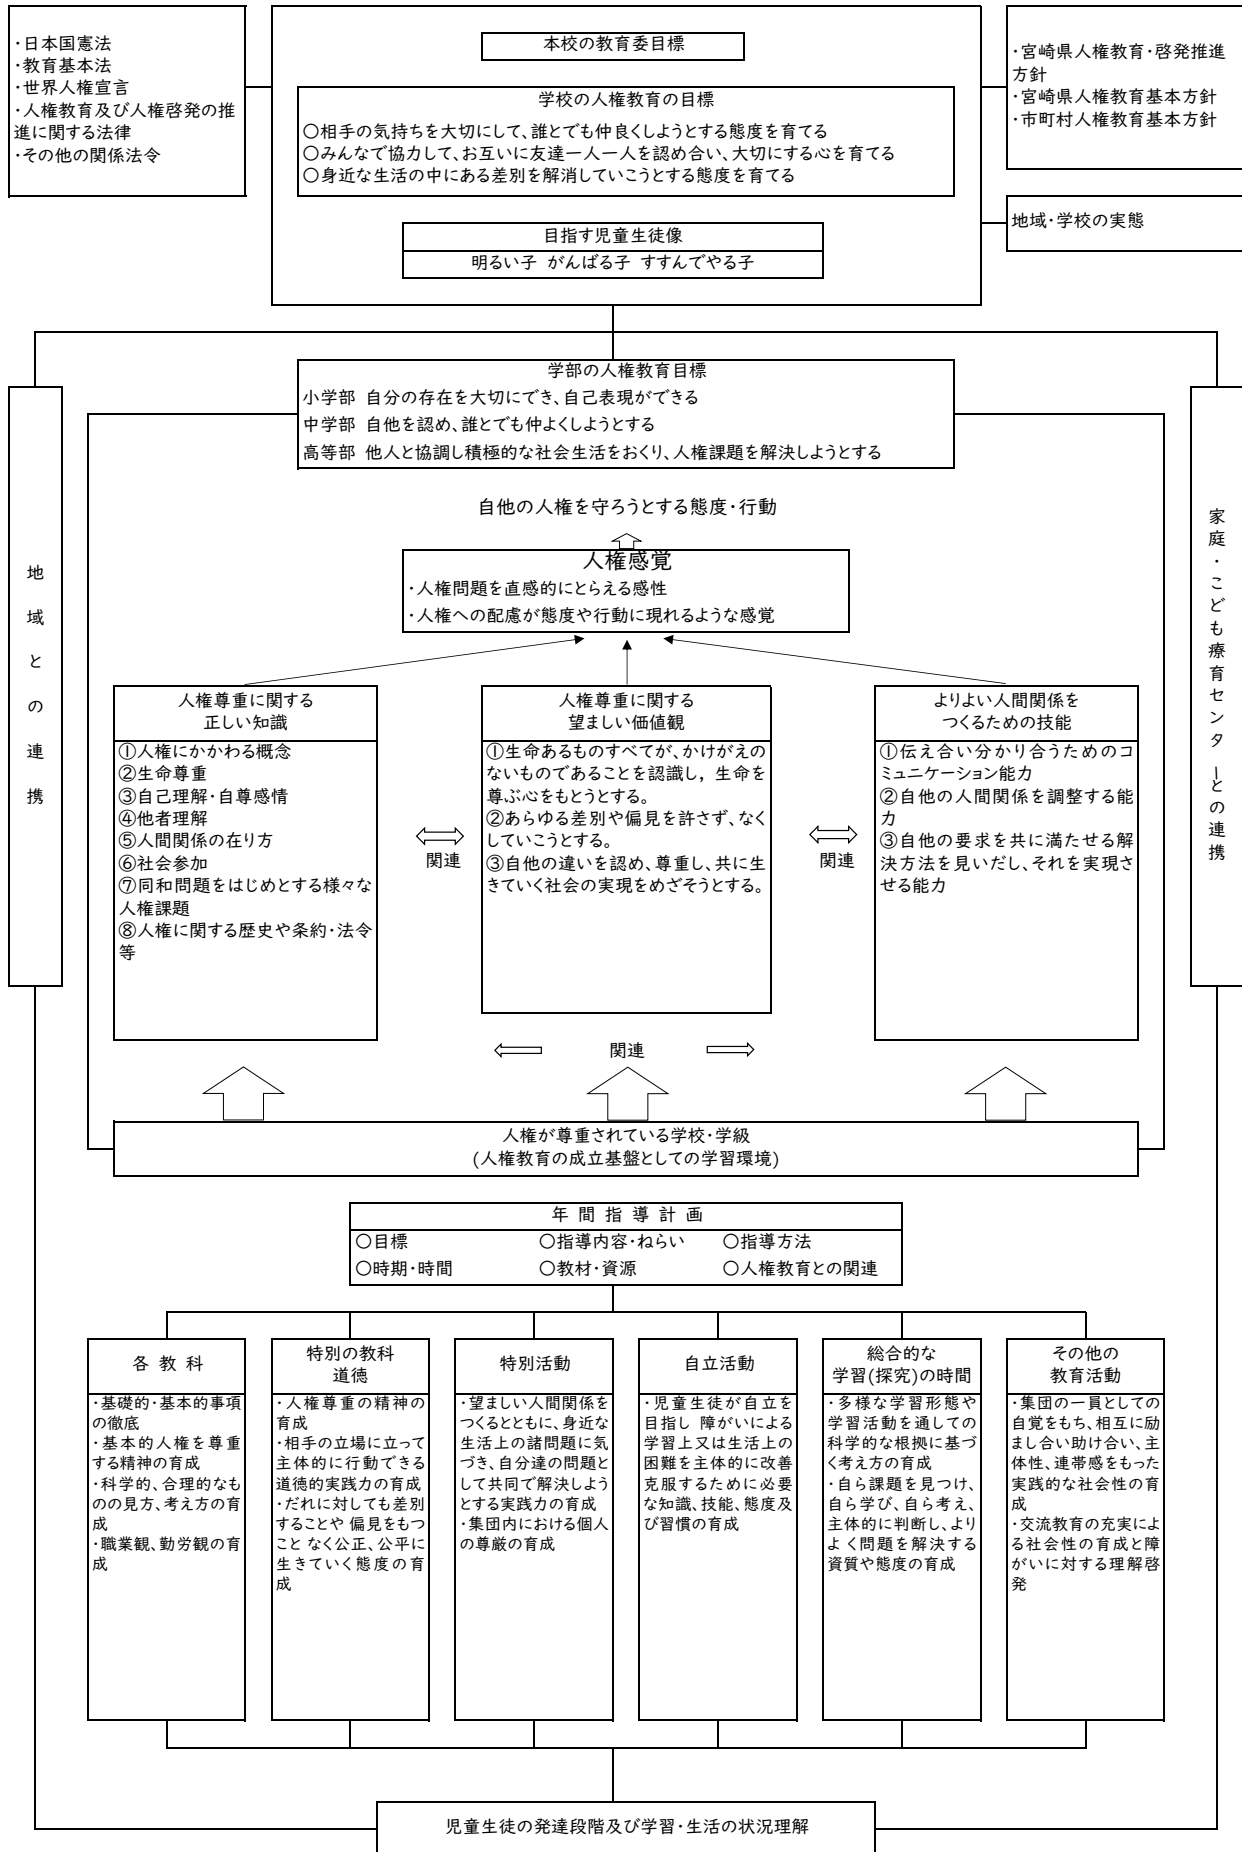 ・日本国憲法
・教育基本法
・世界人権宣言
・人権教育及び人権啓発の推
進に関する法律
・その他の関係法令
本校の教育委目標
学校の人権教育の目標
○相手の気持ちを大切にして、誰とでも仲良くしようとする態度を育てる
○みんなで協力して、お互いに友達一人一人を認め合い、大切にする心を育てる
○身近な生活の中にある差別を解消していこうとする態度を育てる
目指す児童生徒像
明るい子 がんばる子 すすんでやる子
・宮崎県人権教育・啓発推進
方針
・宮崎県人権教育基本方針
・市町村人権教育基本方針
地域・学校の実態
学部の人権教育目標
小学部 自分の存在を大切にでき、自己表現ができる
中学部 自他を認め、誰とでも仲よくしようとする
高等部 他人と協調し積極的な社会生活をおくり、人権課題を解決しようとする
地域との連携
家庭・こども療育センターとの連携
自他の人権を守ろうとする態度・行動
人権感覚
・人権問題を直感的にとらえる感性
・人権への配慮が態度や行動に現れるような感覚
人権尊重に関する
正しい知識
①人権にかかわる概念
②生命尊重
③自己理解・自尊感情
④他者理解
⑤人間関係の在り方
⑥社会参加
⑦同和問題をはじめとする様々な
人権課題
⑧人権に関する歴史や条約・法令
等
関連
人権尊重に関する
望ましい価値観
①生命あるものすべてが、かけがえの
ないものであることを認識し, 生命を
尊ぶ心をもとうとする。
②あらゆる差別や偏見を許さず、なく
していこうとする。
③自他の違いを認め、尊重し、共に生
きていく社会の実現をめざそうとする。
関連
よりよい人間関係を
つくるための技能
①伝え合い分かり合うためのコ
ミュニケーション能力
②自他の人間関係を調整する能
力
③自他の要求を共に満たせる解
決方法を見いだし、それを実現さ
せる能力
関連
人権が尊重されている学校・学級
(人権教育の成立基盤としての学習環境)
年 間 指 導 計 画
○目標 ○指導内容・ねらい ○指導方法
○時期・時間 ○教材・資源 ○人権教育との関連
各 教 科
・基礎的・基本的事項
の徹底
・基本的人権を尊重
する精神の育成
・科学的、合理的なも
のの見方、考え方の育
成
・職業観、勤労観の育
成
特別の教科
道徳
・人権尊重の精神の
育成
・相手の立場に立って
主体的に行動できる
道徳的実践力の育成
・だれに対しても差別
することや 偏見をもつ
こと なく公正、公平に
生きていく態度の育
成
特別活動
・望ましい人間関係を
つくるとともに、身近な
生活上の諸問題に気
づき、自分達の問題と
して共同で解決しよう
とする実践力の育成
・集団内における個人
の尊厳の育成
自立活動
・児童生徒が自立を
目指し 障がいによる
学習上又は生活上の
困難を主体的に改善
克服するために必要
な知識、技能、態度及
び習慣の育成
総合的な
学習(探究)の時間
・多様な学習形態や
学習活動を通しての
科学的な根拠に基づ
く考え方の育成
・自ら課題を見つけ、
自ら学び、自ら考え、
主体的に判断し、より
よく問題を解決する
資質や態度の育成
その他の
教育活動
・集団の一員としての
自覚をもち、相互に励
まし合い助け合い、主
体性、連帯感をもった
実践的な社会性の育
成
・交流教育の充実によ
る社会性の育成と障
がいに対する理解啓
発
児童生徒の発達段階及び学習・生活の状況理解